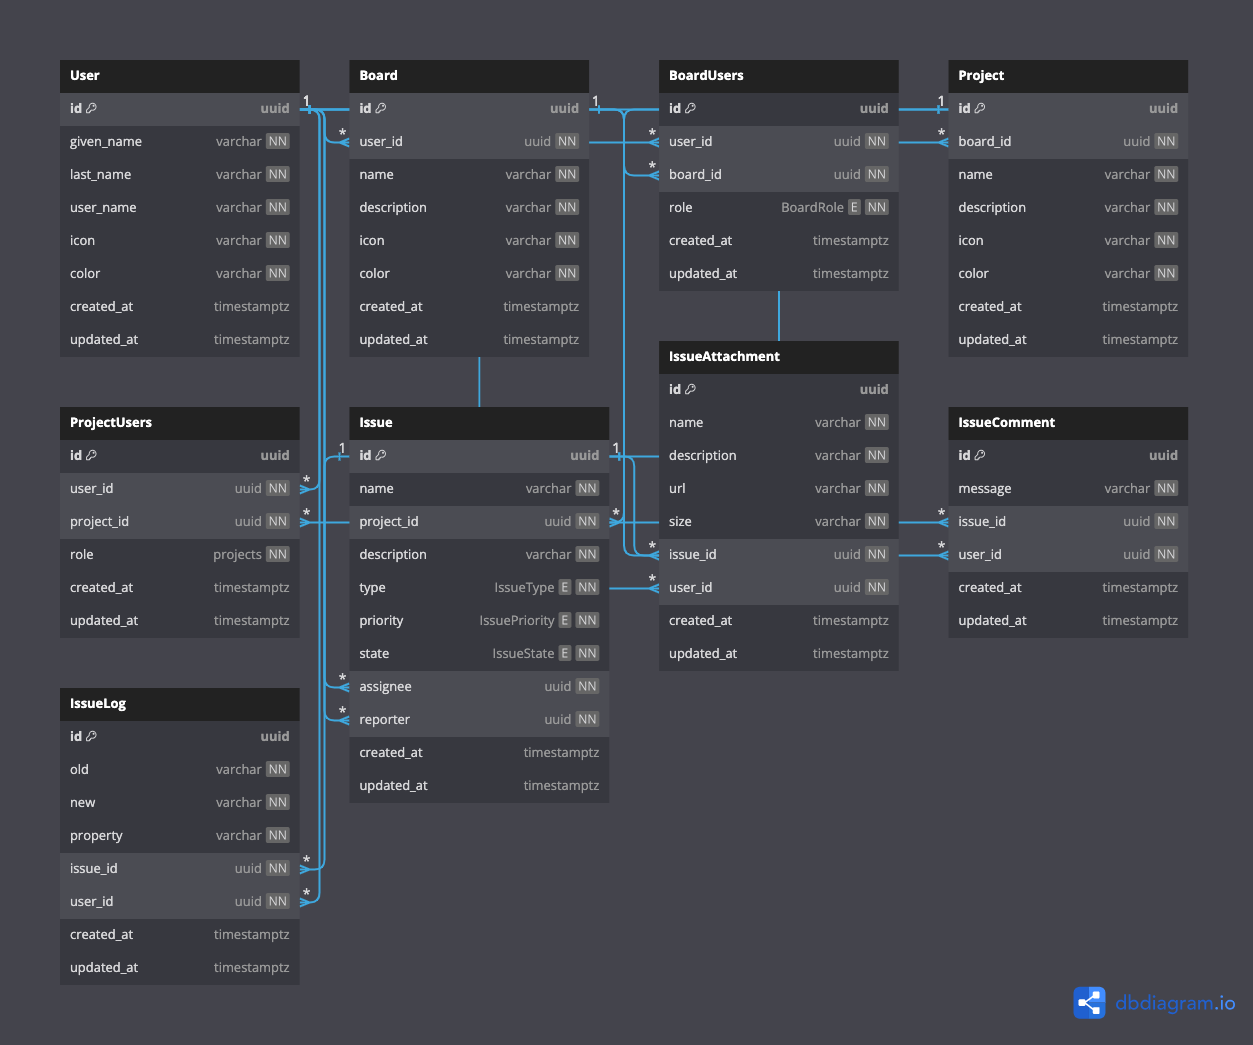 User
id uuid
given_name varchar NN
last_name varchar NN
user_name varchar NN
icon varchar NN
color varchar NN
created_at timestamptz
updated_at timestamptz
1
Board
id uuid
* user_id uuid NN
name varchar NN
description varchar NN
icon varchar NN
color varchar NN
created_at timestamptz
updated_at timestamptz
1
BoardUsers
id uuid
* user_id uuid NN
* board_id uuid NN
role BoardRole E NN
created_at timestamptz
updated_at timestamptz
1
Project
id uuid
* board_id uuid NN
name varchar NN
description varchar NN
icon varchar NN
color varchar NN
created_at timestamptz
updated_at timestamptz
ProjectUsers
id uuid
user_id uuid NN *
project_id uuid NN *
role projects NN
created_at timestamptz
updated_at timestamptz
Issue
1 id uuid 1
name varchar NN
project_id uuid NN *
description varchar NN
type IssueType E NN
priority IssuePriority E NN
state IssueState E NN
* assignee uuid NN
* reporter uuid NN
created_at timestamptz
updated_at timestamptz
IssueAttachment
id uuid
name varchar NN
description varchar NN
url varchar NN
size varchar NN
* issue_id uuid NN
* user_id uuid NN
created_at timestamptz
updated_at timestamptz
IssueComment
id uuid
message varchar NN
* issue_id uuid NN
* user_id uuid NN
created_at timestamptz
updated_at timestamptz
IssueLog
id uuid
old varchar NN
new varchar NN
property varchar NN
issue_id uuid NN *
user_id uuid NN *
created_at timestamptz
updated_at timestamptz
dbdiagram.io